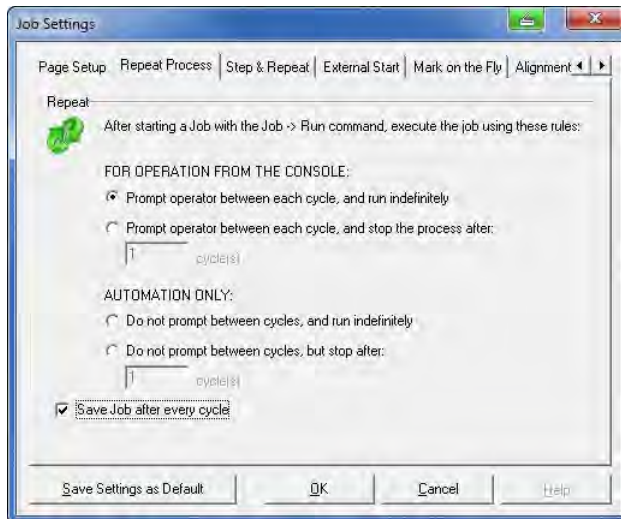 Job Settings
Page Setup Repeat Process Step & Repeat External Start Mark on the Fly Alignment
Repeat
After starting a Job with the Job -> Run command, execute the job using these rules:
FOR OPERATION FROM THE CONSOLE:
Prompt operator between each cycle, and run indefinitely
Prompt operator between each cycle, and stop the process after:
1 cycle(s)
AUTOMATION ONLY:
Do not prompt between cycles, and run indefinitely
Do not prompt between cycles, but stop after:
1 cycle(s)
Save Job after every cycle
Save Settings as Default OK Cancel Help